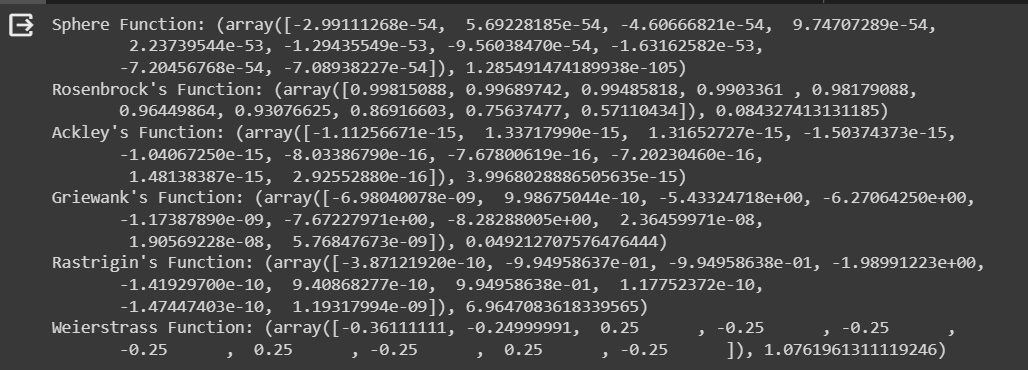 Sphere Function: (array([-2.99111268e-54,  5.69228185e-54, -4.60666821e-54,  9.74707289e-54,
        2.23739544e-53, -1.29435549e-53, -9.56038470e-54, -1.63162582e-53,
       -7.20456768e-54, -7.08938227e-54]), 1.285491474189938e-105)
Rosenbrock's Function: (array([0.99815088, 0.99689742, 0.99485818, 0.9903361 , 0.98179088,
       0.96449864, 0.93076625, 0.86916603, 0.75637477, 0.57110434]), 0.084327413131185)
Ackley's Function: (array([-1.11256671e-15,  1.33717990e-15,  1.31652727e-15, -1.50374373e-15,
       -1.04067250e-15, -8.03386790e-16, -7.67800619e-16, -7.20230460e-16,
        1.48138387e-15,  2.92552880e-16]), 3.9968028886505635e-15)
Griewank's Function: (array([-6.98040078e-09,  9.98675044e-10, -5.43324718e+00, -6.27064250e+00,
       -1.17387890e-09, -7.67227971e+00, -8.28288005e+00,  2.36459971e-08,
        1.90569228e-08,  5.76847673e-09]), 0.049212707576476444)
Rastrigin's Function: (array([-3.87121920e-10, -9.94958637e-01, -9.94958638e-01, -1.98991223e+00,
       -1.41929700e-10,  9.40868277e-10,  9.94958638e-01,  1.17752372e-10,
       -1.47447403e-10,  1.19317994e-09]), 6.9647083618339565)
Weierstrass Function: (array([-0.36111111, -0.24999991,  0.25      , -0.25      , -0.25      ,
       -0.25      ,  0.25      , -0.25      ,  0.25      , -0.25      ]), 1.0761961311119246)